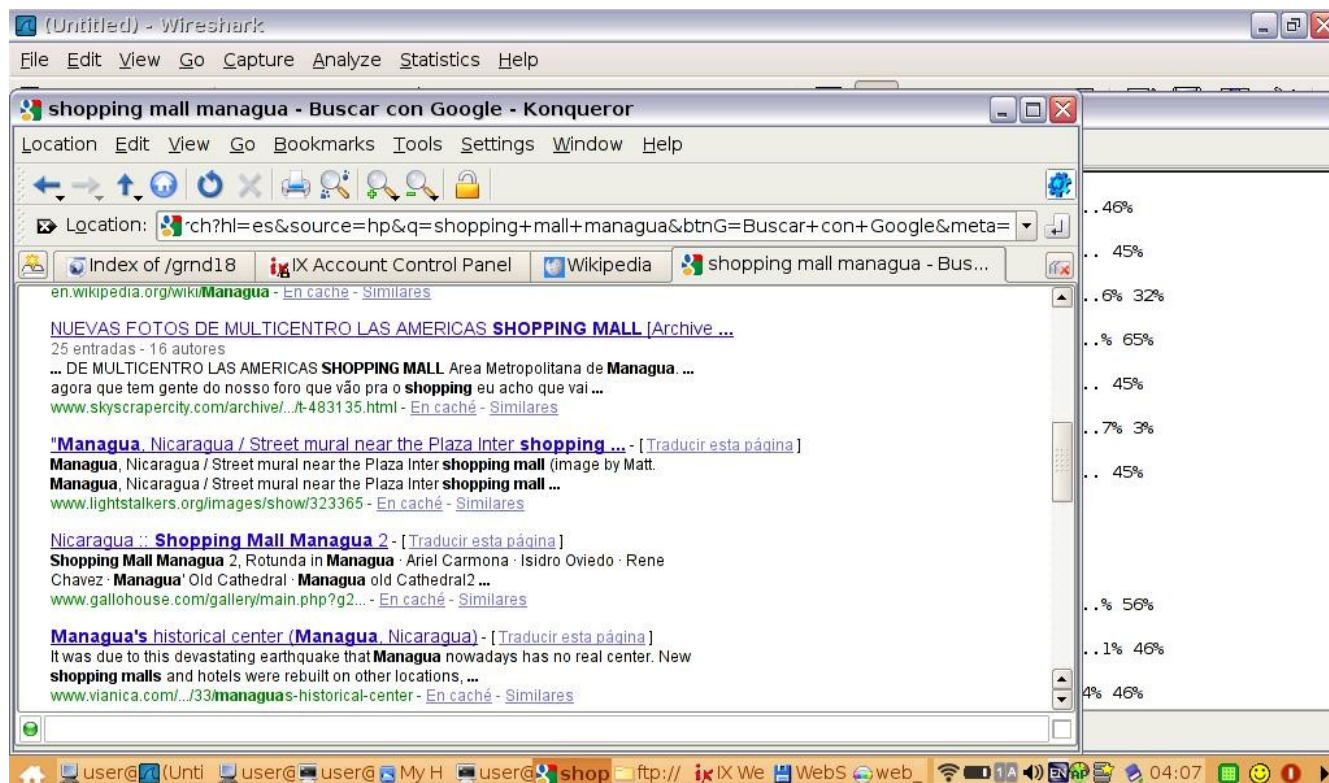 (Untitled) - Wireshark
File Edit View Go Capture Analyze Statistics Help
shopping mall managua - Buscar con Google - Konqueror
Location Edit View Go Bookmarks Tools Settings Window Help
Location: rch?hl=es&source=hp&q=shopping+mall+managua&btnG=Buscar+con+Google&meta=
Index of /grnd18 IX Account Control Panel Wikipedia shopping mall managua - Bus...
en.wikipedia.org/wiki/Managua - En caché - Similares
NUEVAS FOTOS DE MULTICENTRO LAS AMERICAS SHOPPING MALL [Archive ...
25 entradas - 16 autores
... DE MULTICENTRO LAS AMERICAS SHOPPING MALL Area Metropolitana de Managua. ...
agora que tem gente do nosso foro que vão pra o shopping eu acho que vai ...
www.skyscrapercity.com/archive/.../t-483135.html - En caché - Similares
"Managua, Nicaragua / Street mural near the Plaza Inter shopping ... - [ Traducir esta página ]
Managua, Nicaragua / Street mural near the Plaza Inter shopping mall (image by Matt.
Managua, Nicaragua / Street mural near the Plaza Inter shopping mall ...
www.lightstalkers.org/images/show/323365 - En caché - Similares
Nicaragua :: Shopping Mall Managua 2 - [ Traducir esta página ]
Shopping Mall Managua 2, Rotunda in Managua · Ariel Carmona · Isidro Oviedo · Rene
Chavez · Managua' Old Cathedral · Managua old Cathedral2 ...
www.gallohouse.com/gallery/main.php?g2... - En caché - Similares
Managua's historical center (Managua, Nicaragua) - [ Traducir esta página ]
It was due to this devastating earthquake that Managua nowadays has no real center. New
shopping malls and hotels were rebuilt on other locations, ...
www.vianica.com/.../33/managuas-historical-center - En caché - Similares
..46%
.. 45%
..6% 32%
..% 65%
.. 45%
..7% 3%
.. 45%
..% 56%
..1% 46%
4% 46%
user@ (Unti user@ user@ My H user@ shop ftp:// ix IX We WebS web_ 1A EN AP 04:07